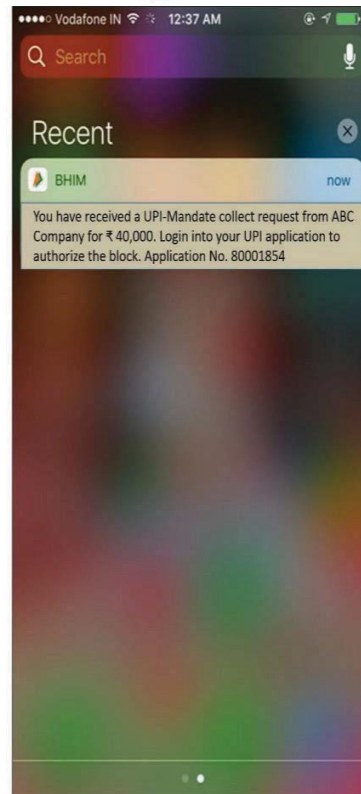 Vodafone IN 12:37 AM
Search
Recent
BHIM now
You have received a UPI-Mandate collect request from ABC
Company for ₹ 40,000. Login into your UPI application to
authorize the block. Application No. 80001854